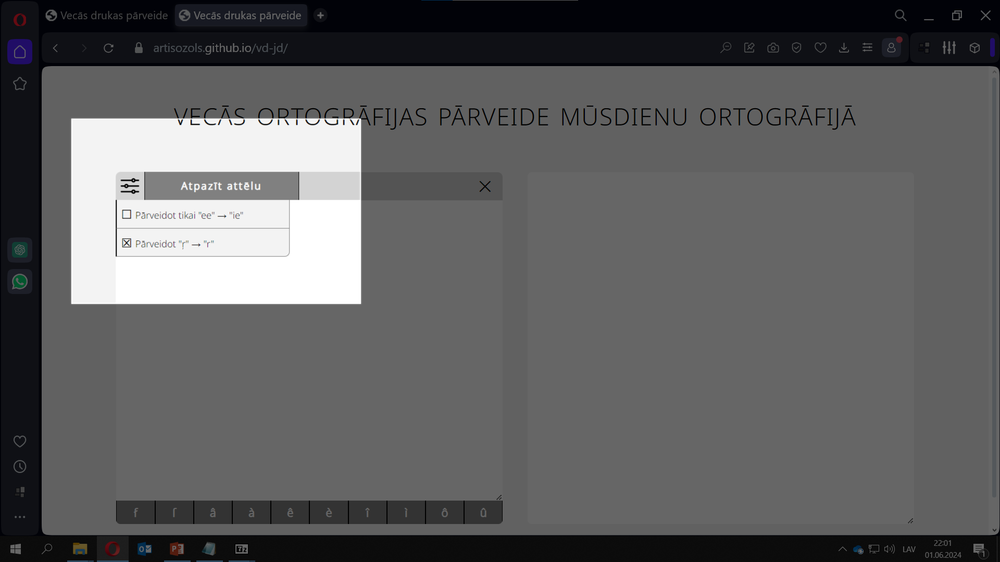 Vecās drukas pārveide
Vecās drukas pārveide
artisozols.github.io/vd-jd/
VECĀS ORTOGRĀFIJAS PĀRVEIDE MŪSDIENU ORTOGRĀFIJĀ
Atpazīt attēlu
☐ Pārveidot tikai "ee" → "ie"
☒ Pārveidot "ŗ" → "r"
ẜ ſ â à ê è î ì ô û
22:01
LAV
01.06.2024
1